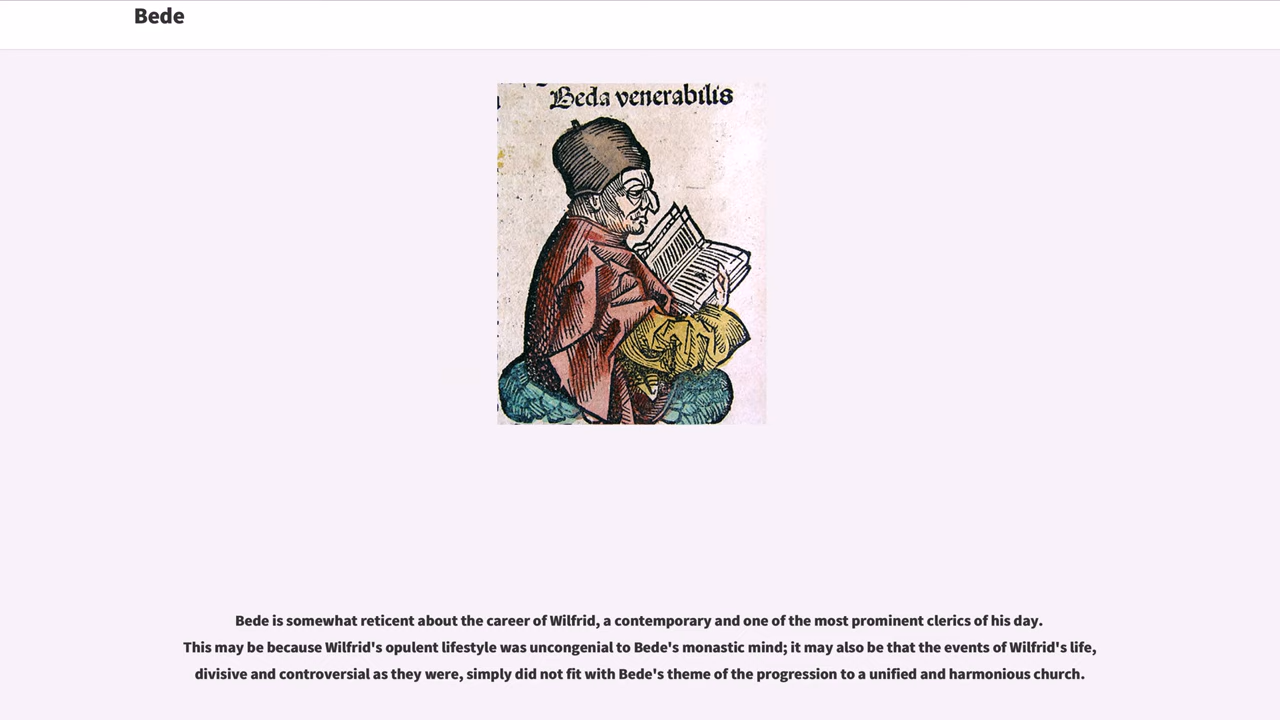 Bede
Beda venerabilis
Bede is somewhat reticent about the career of Wilfrid, a contemporary and one of the most prominent clerics of his day.
This may be because Wilfrid's opulent lifestyle was uncongenial to Bede's monastic mind; it may also be that the events of Wilfrid's life,
divisive and controversial as they were, simply did not fit with Bede's theme of the progression to a unified and harmonious church.